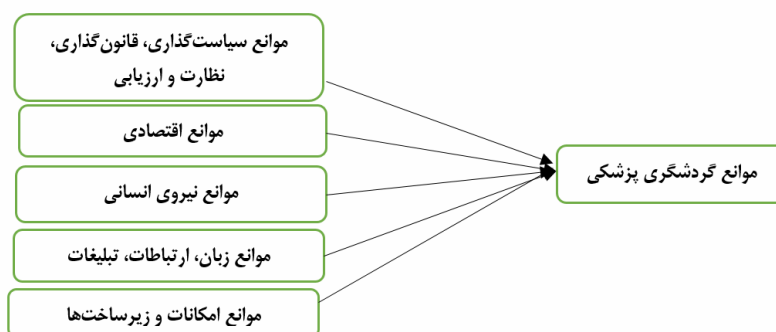 موانع سیاست‌گذاری، قانون‌گذاری،
نظارت و ارزیابی
موانع اقتصادی
موانع نیروی انسانی
موانع زبان، ارتباطات، تبلیغات
موانع امکانات و زیرساخت‌ها
موانع گردشگری پزشکی